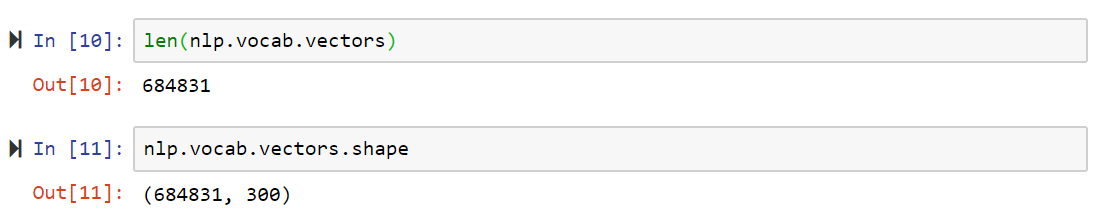 In [10]: len(nlp.vocab.vectors)
Out[10]: 684831
In [11]: nlp.vocab.vectors.shape
Out[11]: (684831, 300)